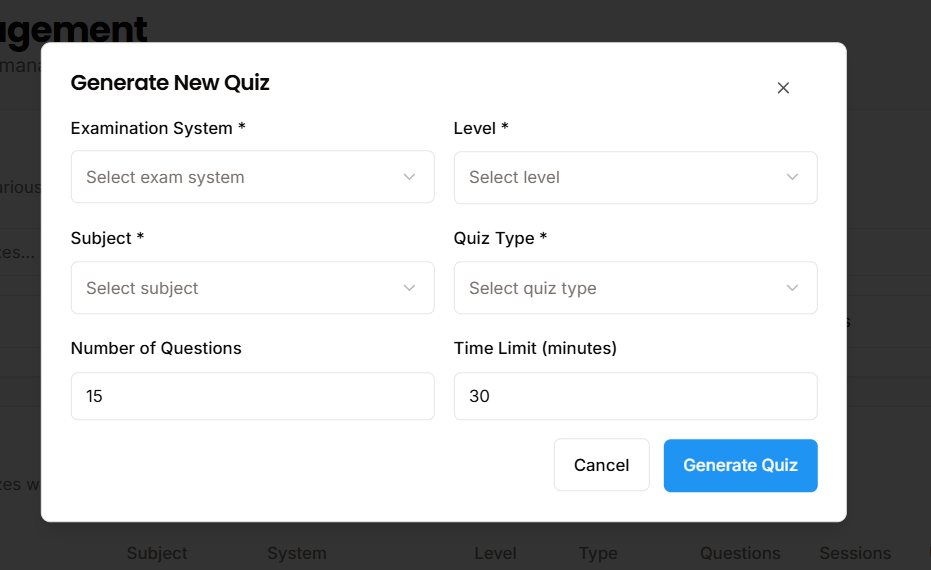 agement
mana
Generate New Quiz
Examination System *
Level *
Select exam system
Select level
arious
Subject *
Quiz Type *
zes...
Select subject
Select quiz type
s
Number of Questions
Time Limit (minutes)
15
30
Cancel
Generate Quiz
zes w
Subject System Level Type Questions Sessions